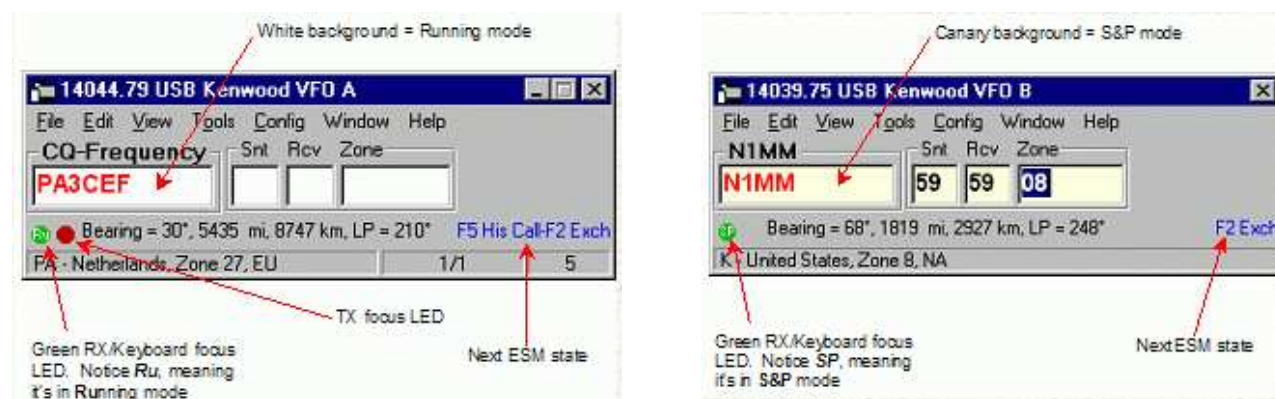 White background = Running mode
14044.79 USB Kenwood VFO A
File Edit View Tools Config Window Help
CQ-Frequency Snt Rcv Zone
PA3CEF
Bearing = 30°, 5435 mi, 8747 km, LP = 210° F5 His Call-F2 Exch
PA - Netherlands, Zone 27, EU 1/1 5
TX focus LED
Green RX/Keyboard focus
LED. Notice Ru, meaning
it's in Running mode
Next ESM state
Canary background = S&P mode
14039.75 USB Kenwood VFO B
File Edit View Tools Config Window Help
N1MM Snt Rcv Zone
N1MM 59 59 08
Bearing = 68°, 1819 mi, 2927 km, LP = 248° F2 Exch
K - United States, Zone 8, NA
Green RX/Keyboard focus
LED. Notice SP, meaning
it's in S&P mode
Next ESM state